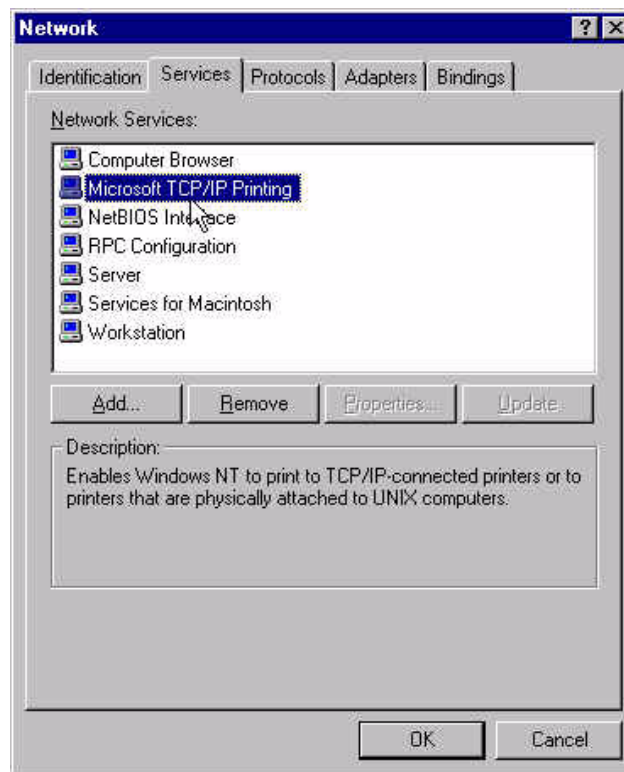 Network
Identification Services Protocols Adapters Bindings
Network Services:
Computer Browser
Microsoft TCP/IP Printing
NetBIOS Interface
RPC Configuration
Server
Services for Macintosh
Workstation
Add... Remove Properties... Update
Description:
Enables Windows NT to print to TCP/IP-connected printers or to
printers that are physically attached to UNIX computers.
OK Cancel